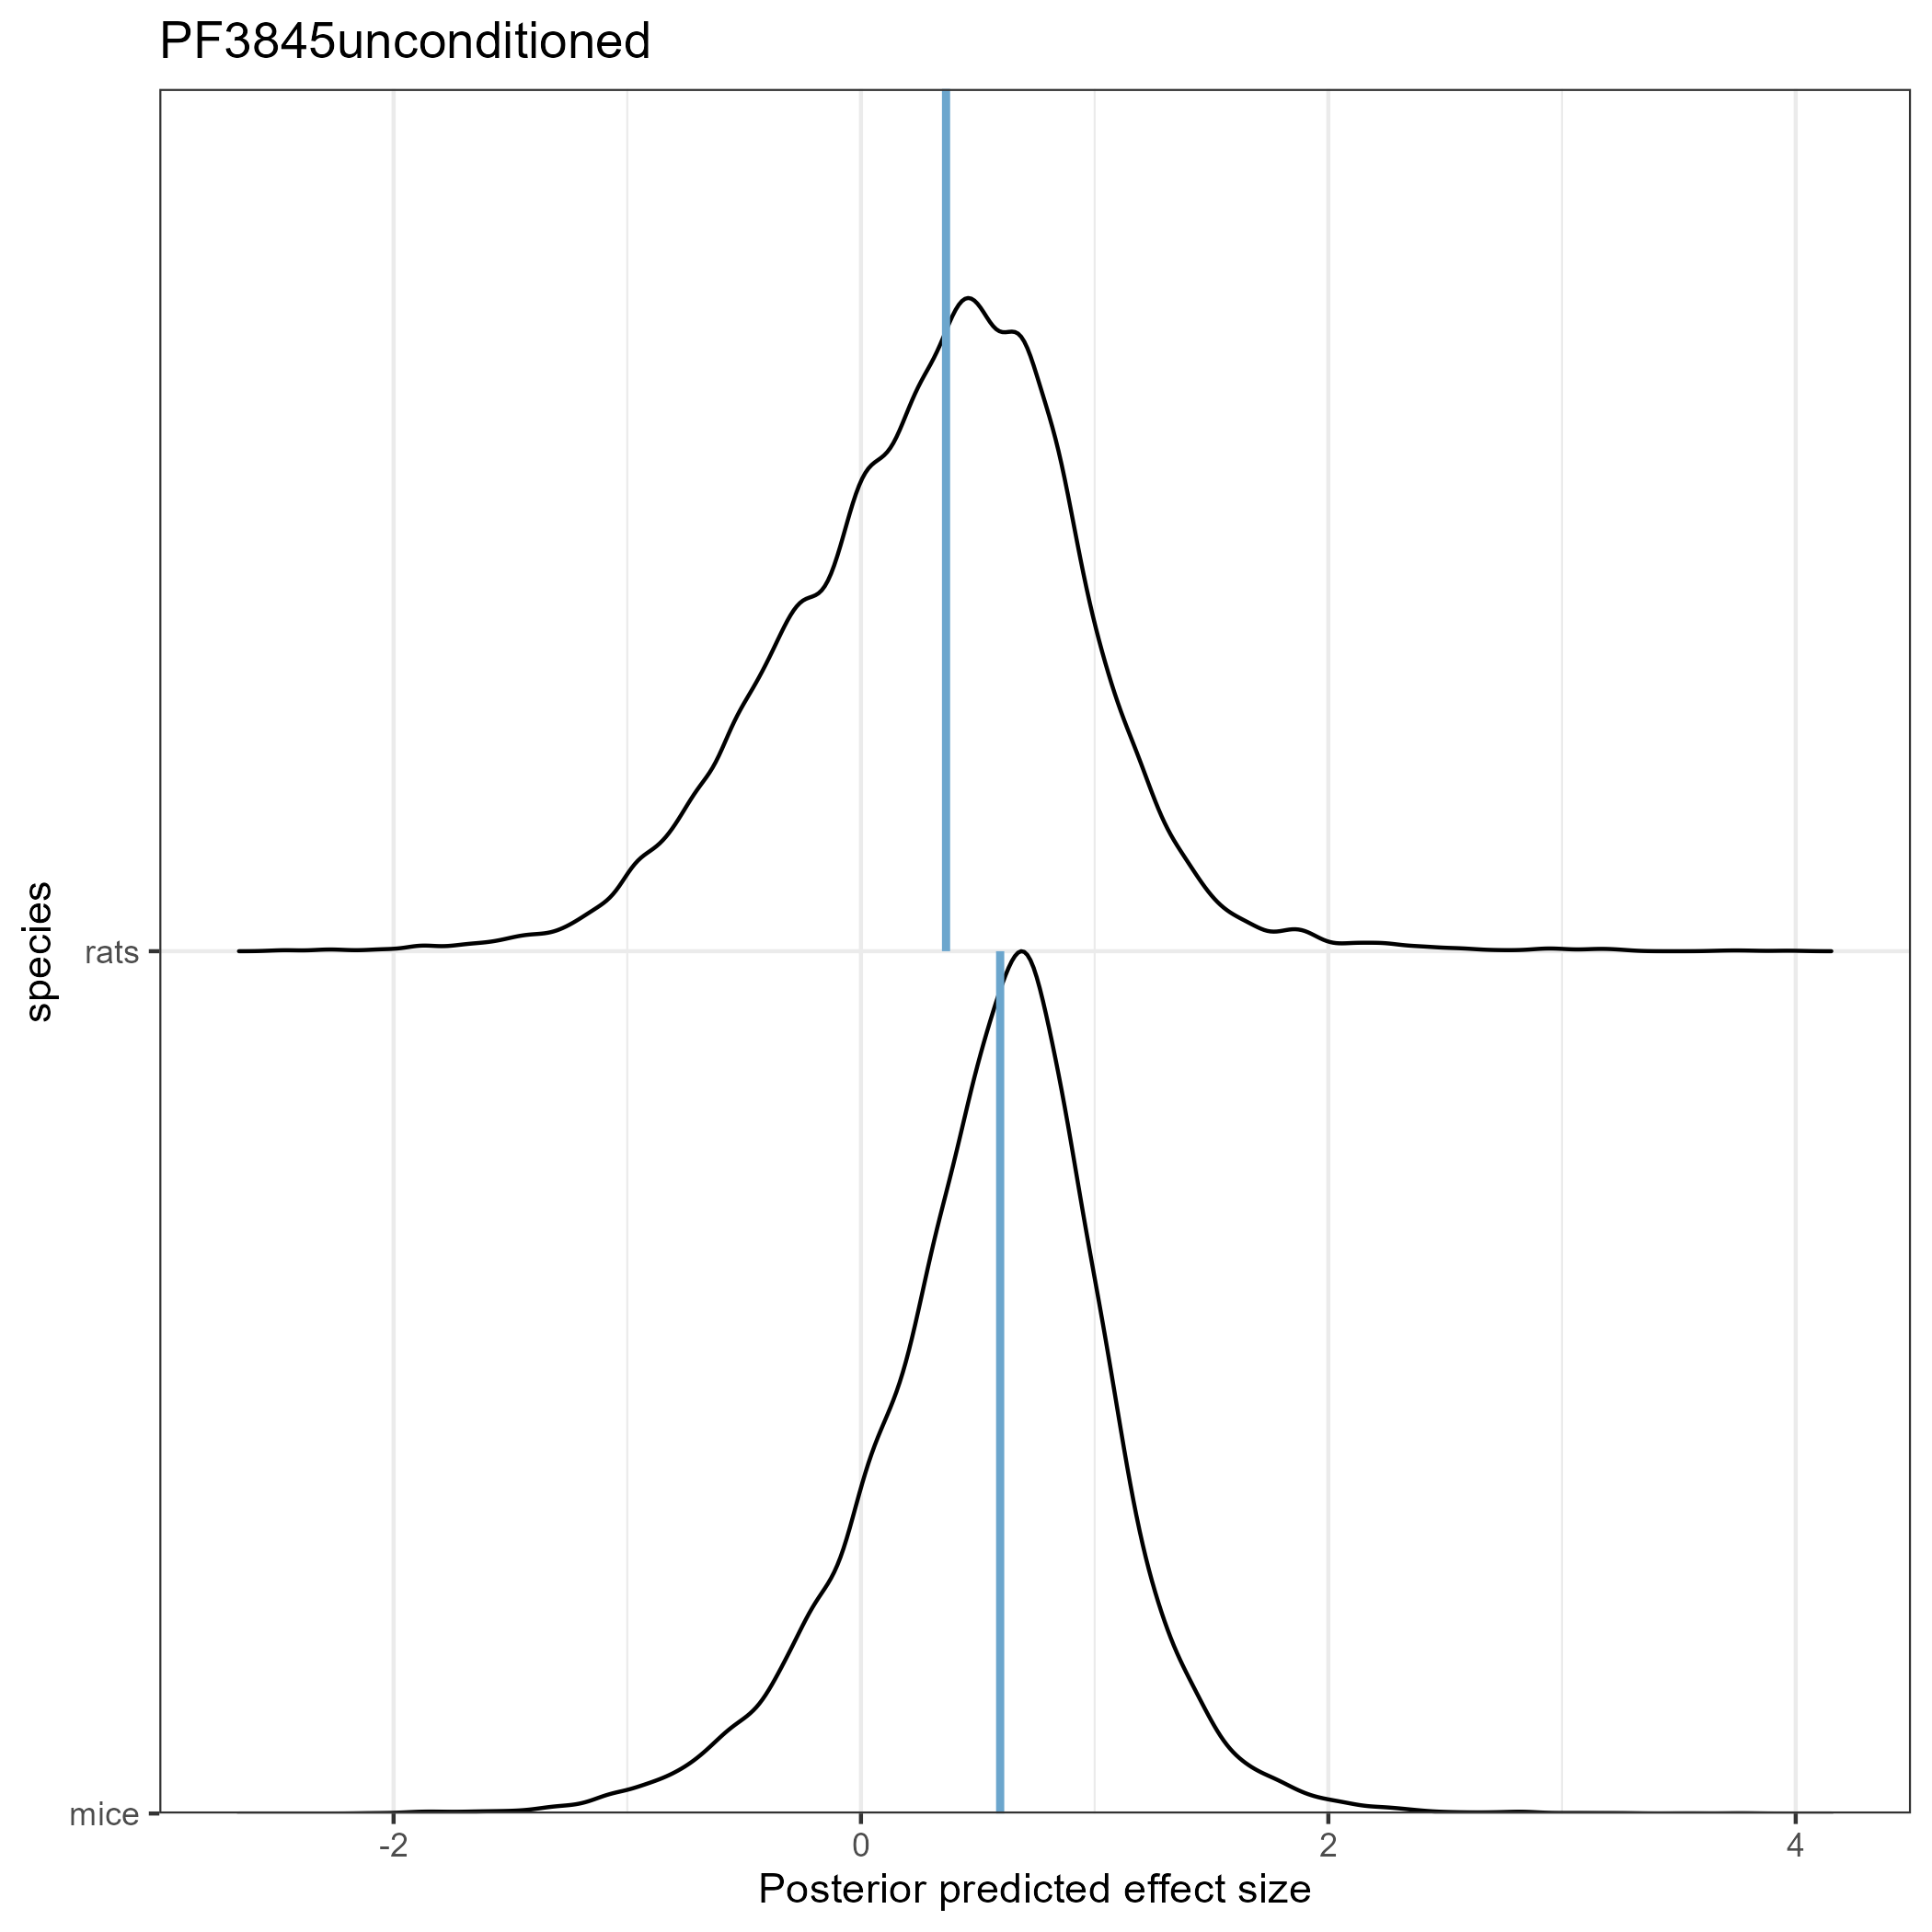 PF3845unconditioned
species
rats
mice
-2 0 2 4
Posterior predicted effect size